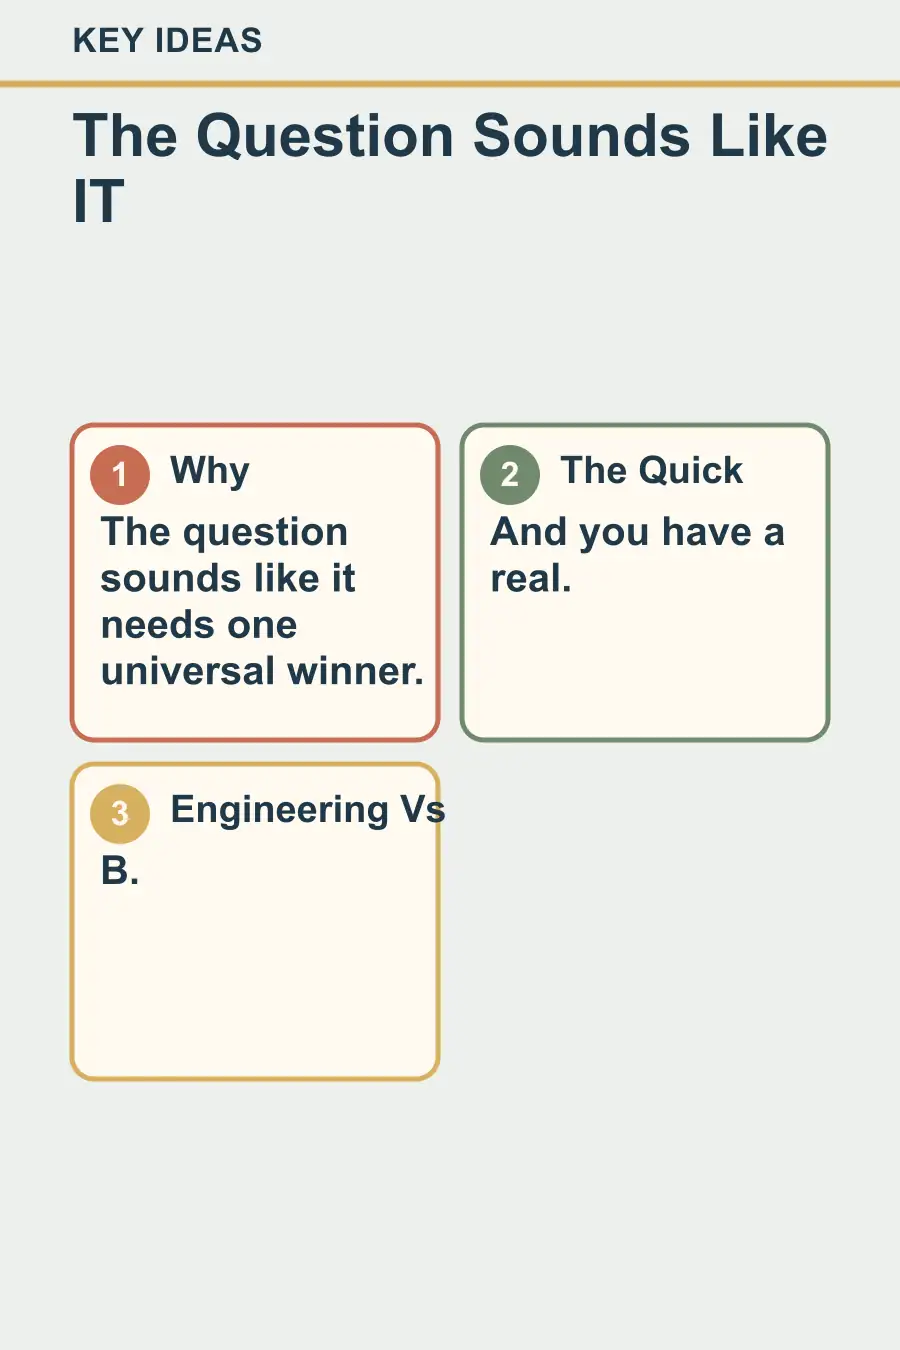 KEY IDEAS
The Question Sounds Like
IT
1 Why
The question
sounds like it
needs one
universal winner.
2 The Quick
And you have a
real.
3 Engineering Vs
B.